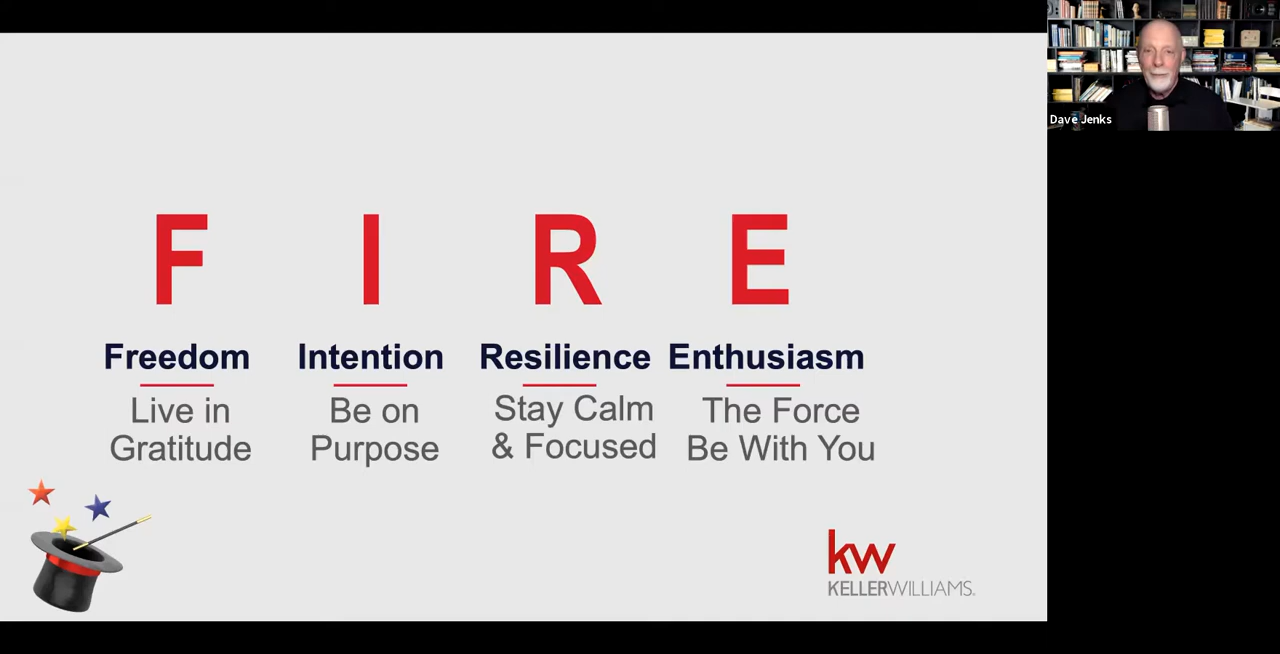 F I R E
Freedom Intention Resilience Enthusiasm
Live in Be on Stay Calm The Force
Gratitude Purpose & Focused Be With You
kw
KELLERWILLIAMS.
Dave Jenks